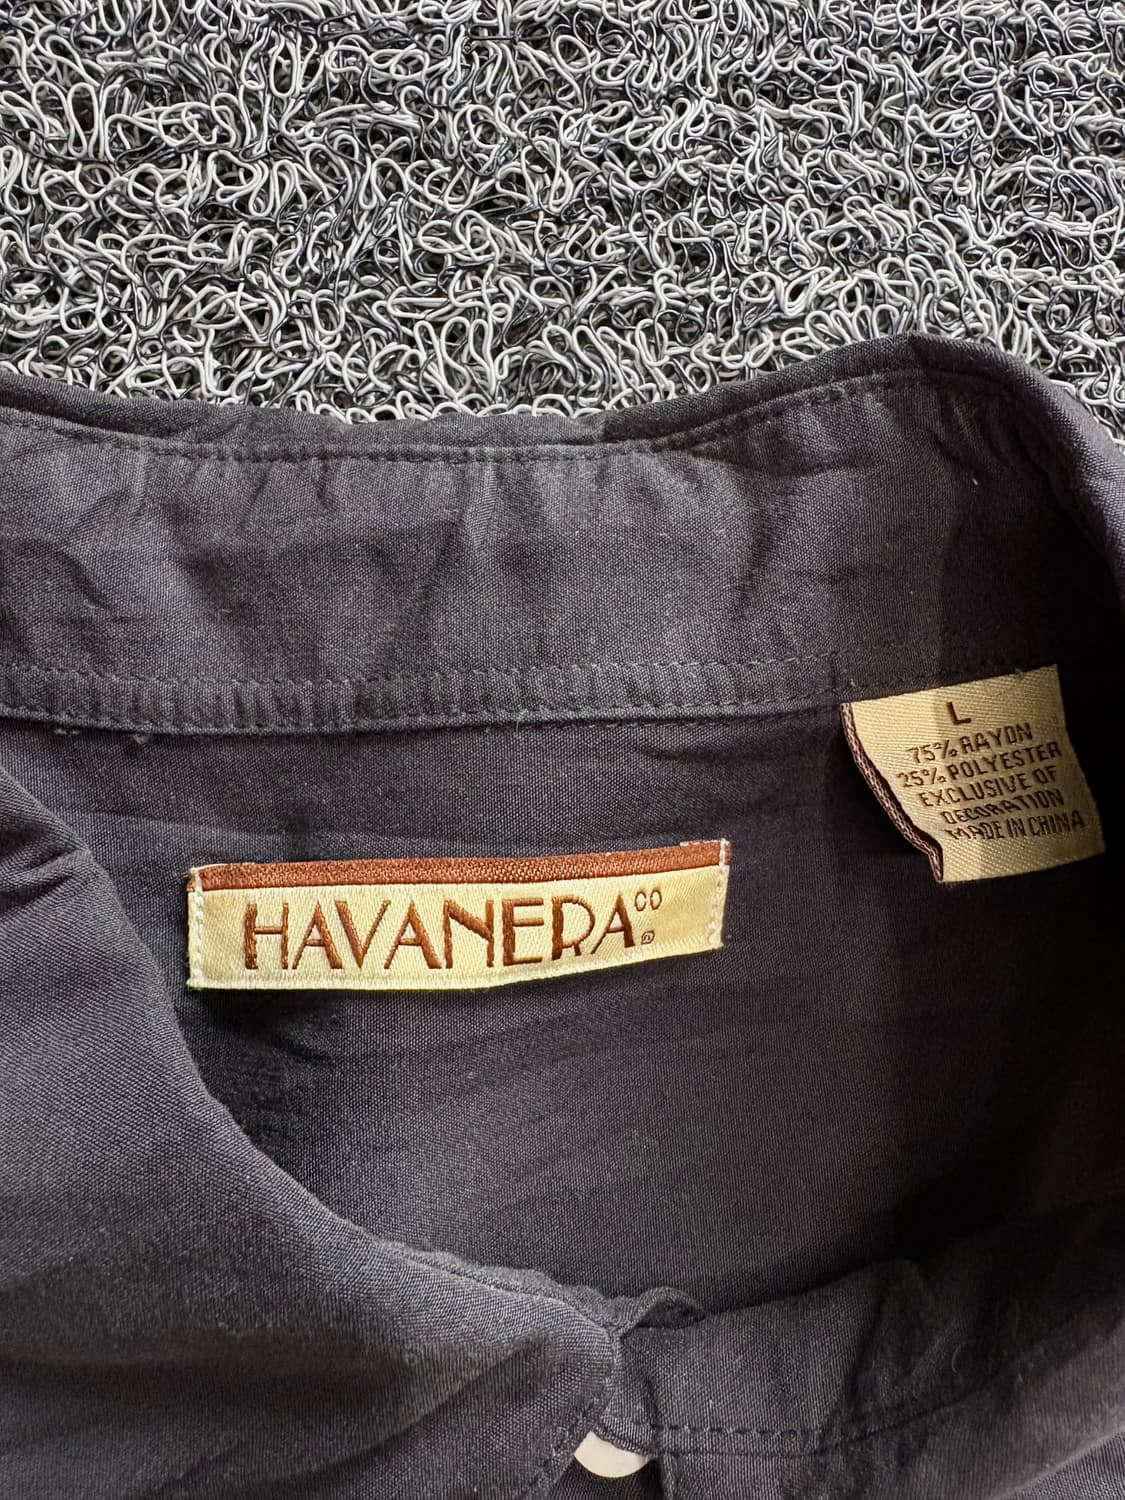 L
75% RAYON
25% POLYESTER
EXCLUSIVE OF
DECORATION
MADE IN CHINA
HAVANERA CO ®